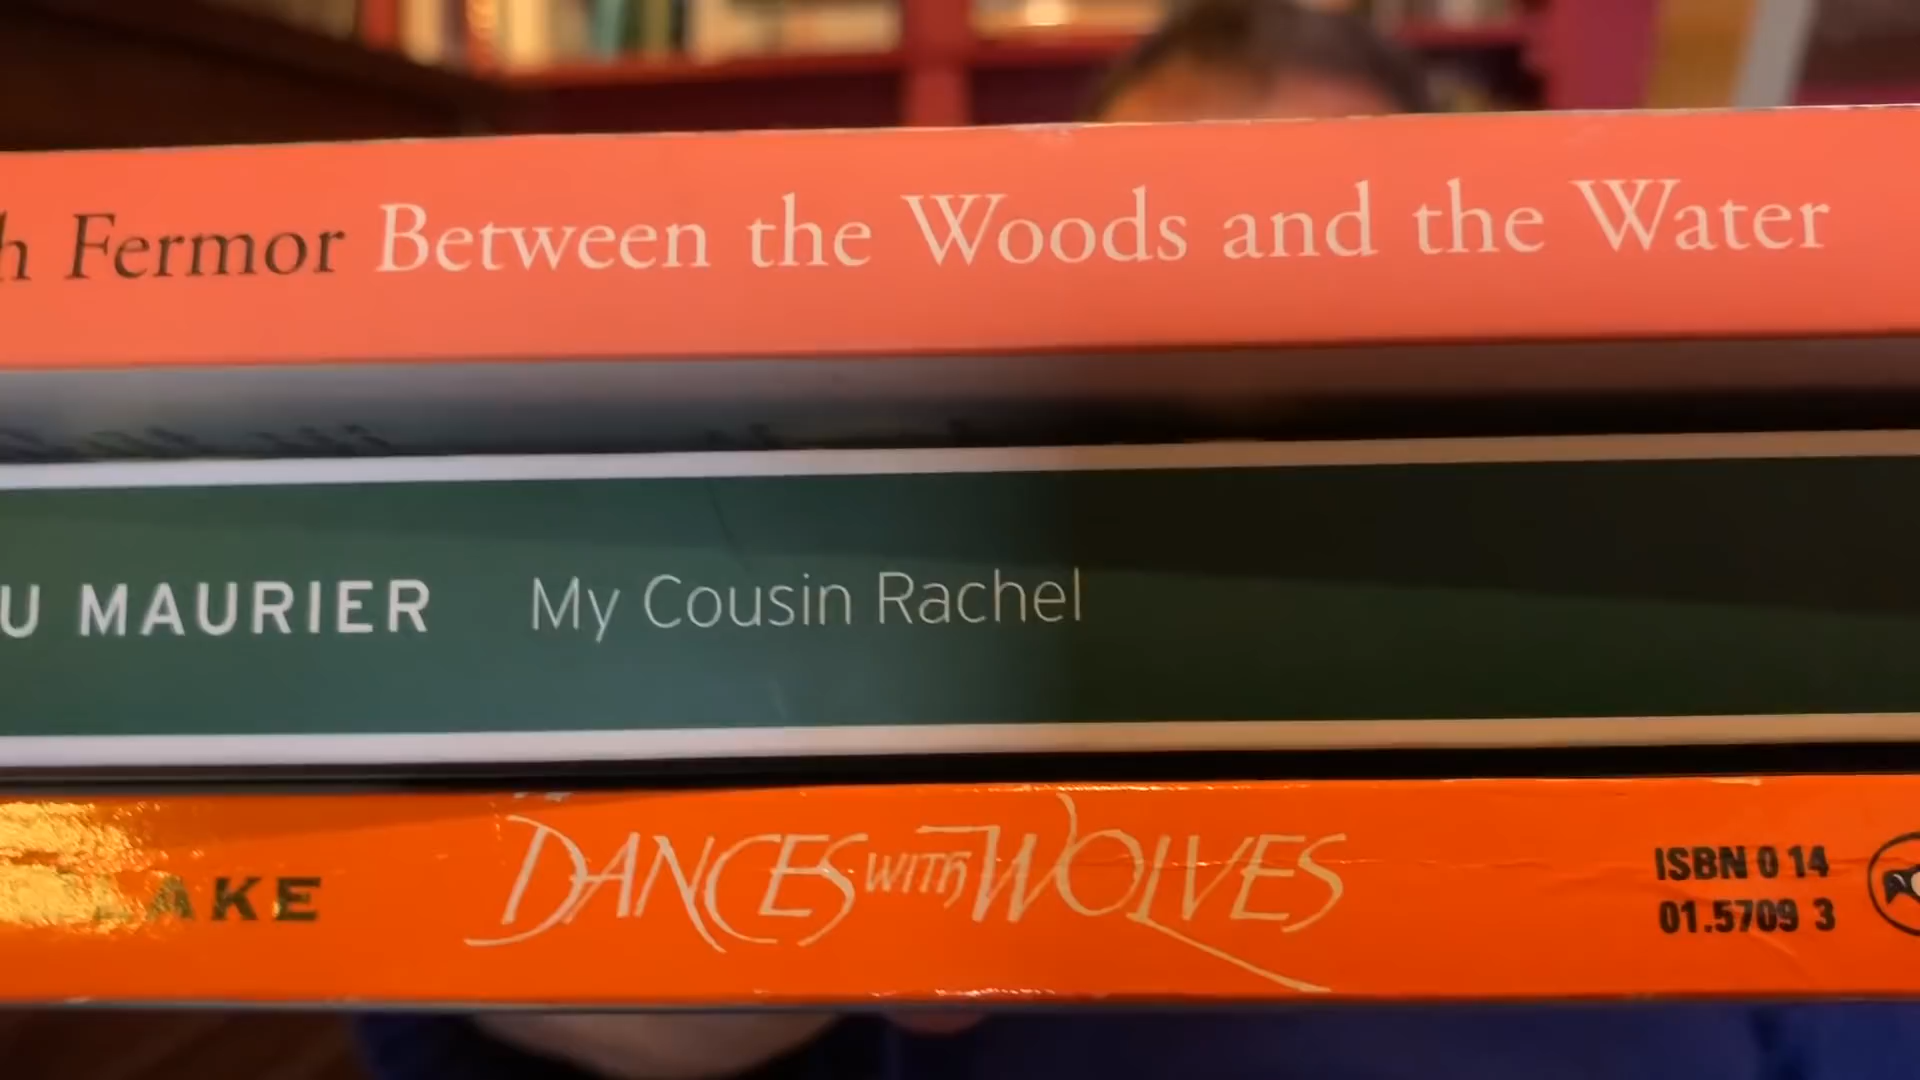 h Fermor Between the Woods and the Water
U MAURIER My Cousin Rachel
LAKE DANCES WITH WOLVES
ISBN 0 14
01.5709 3